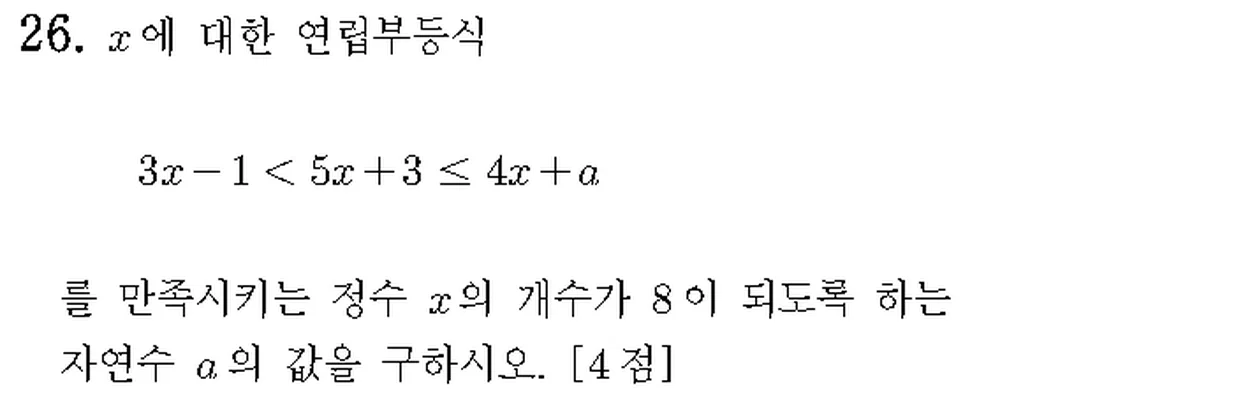 26. x에 대한 연립부등식
3x − 1 < 5x + 3 ≤ 4x + a
를 만족시키는 정수 x의 개수가 8이 되도록 하는
자연수 a의 값을 구하시오. [4점]